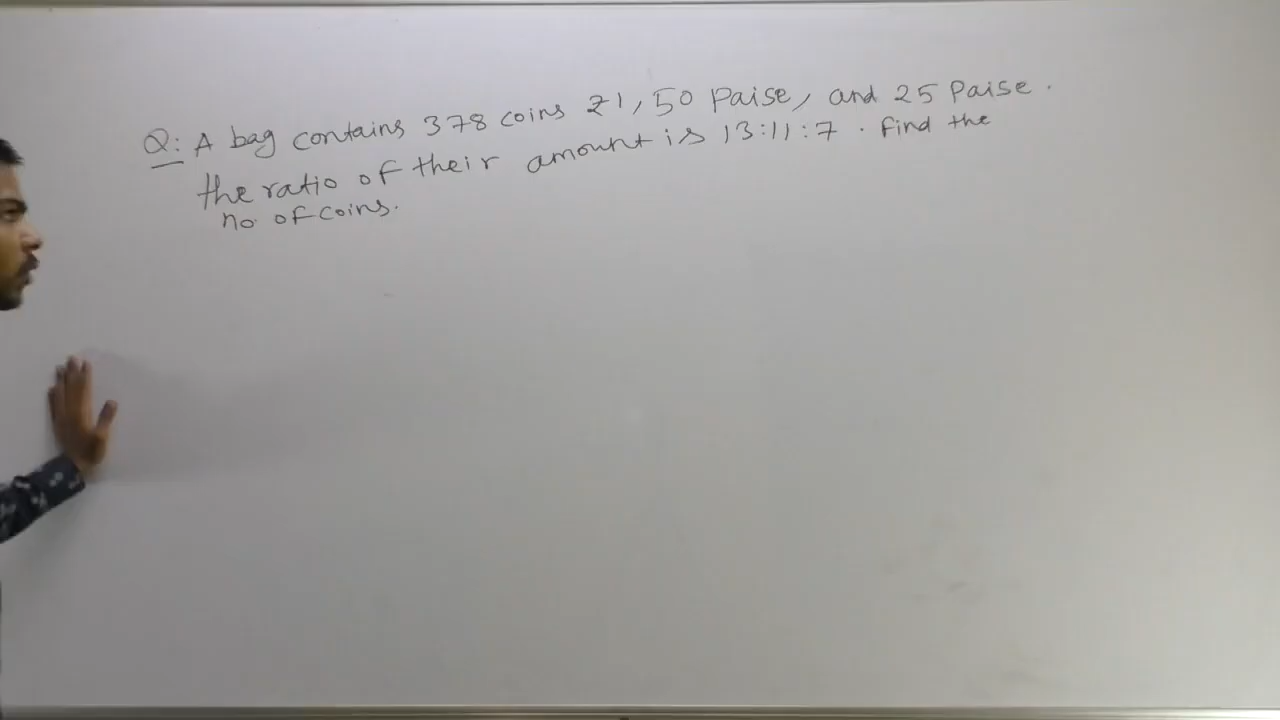 Q: A bag contains 378 coins ₹1, 50 Paise, and 25 Paise.
the ratio of their amount is 13:11:7. Find the
no. of coins.